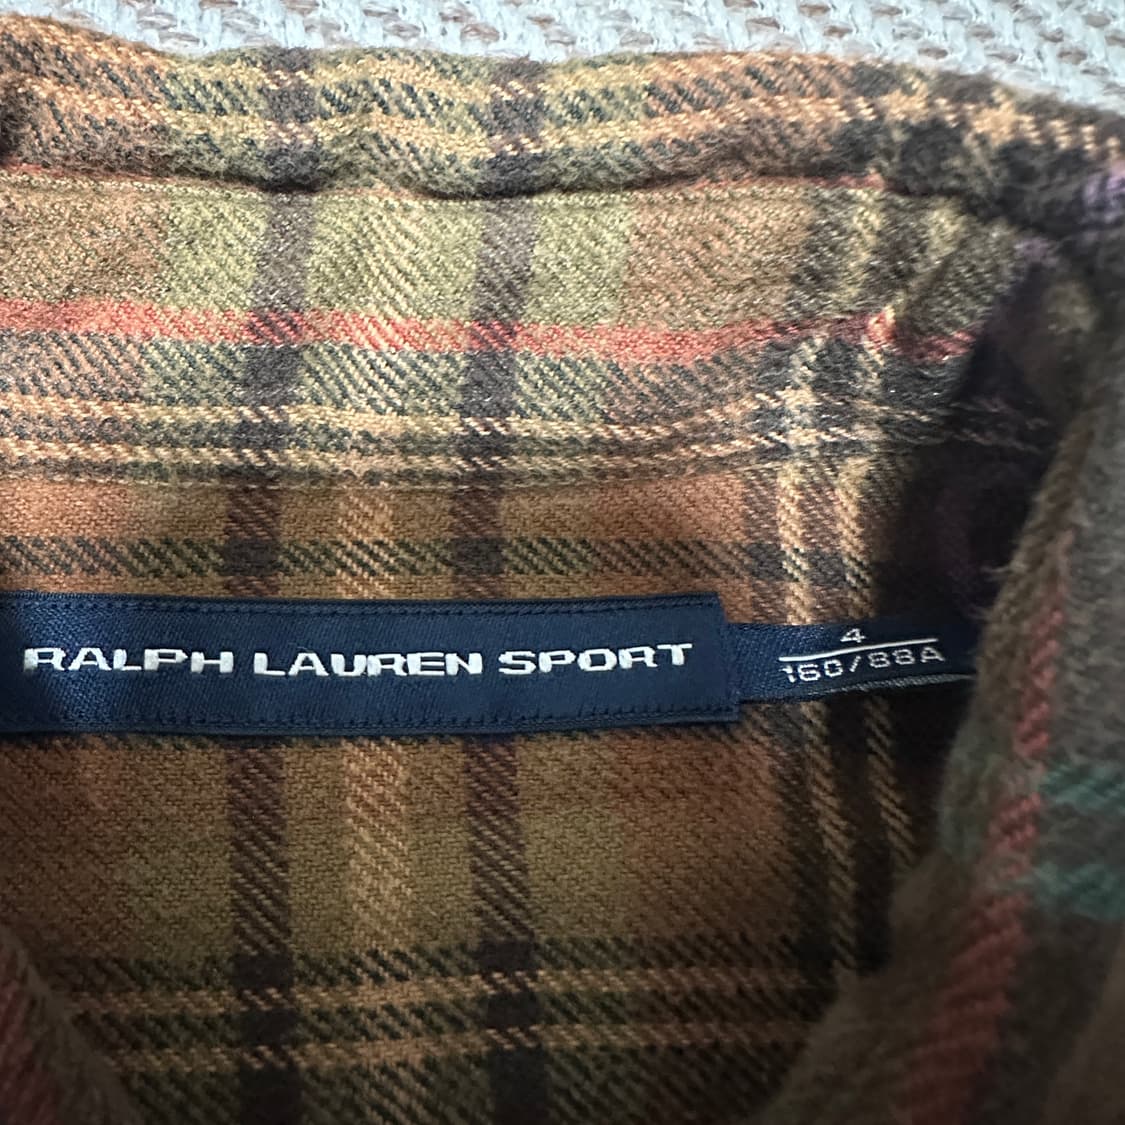 RALPH LAUREN SPORT
4
160/88A